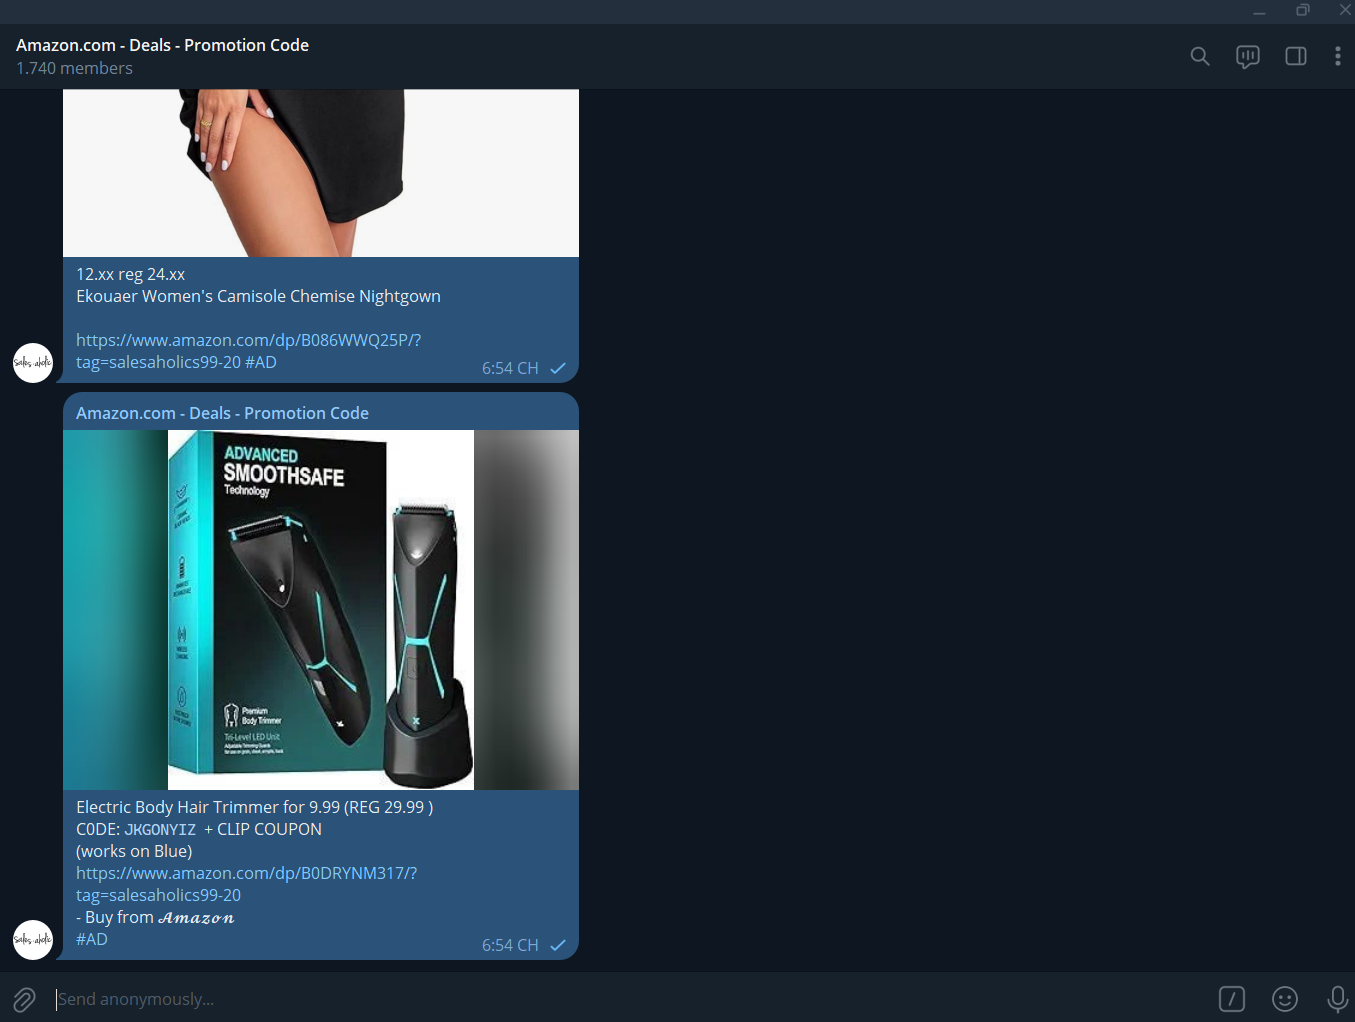 Amazon.com - Deals - Promotion Code
1.740 members
12.xx reg 24.xx
Ekouaer Women's Camisole Chemise Nightgown
https://www.amazon.com/dp/B086WWQ25P/?
tag=salesaholics99-20 #AD
6:54 CH
Amazon.com - Deals - Promotion Code
ADVANCED
SMOOTHSAFE
Technology
Premium
Body Trimmer
Tri-Level LED Unit
Electric Body Hair Trimmer for 9.99 (REG 29.99 )
C0DE: JKGONYIZ + CLIP COUPON
(works on Blue)
https://www.amazon.com/dp/B0DRYNM317/?
tag=salesaholics99-20
- Buy from 𝓐𝓶𝓪𝔃𝓸𝓷
#AD
6:54 CH
Send anonymously...